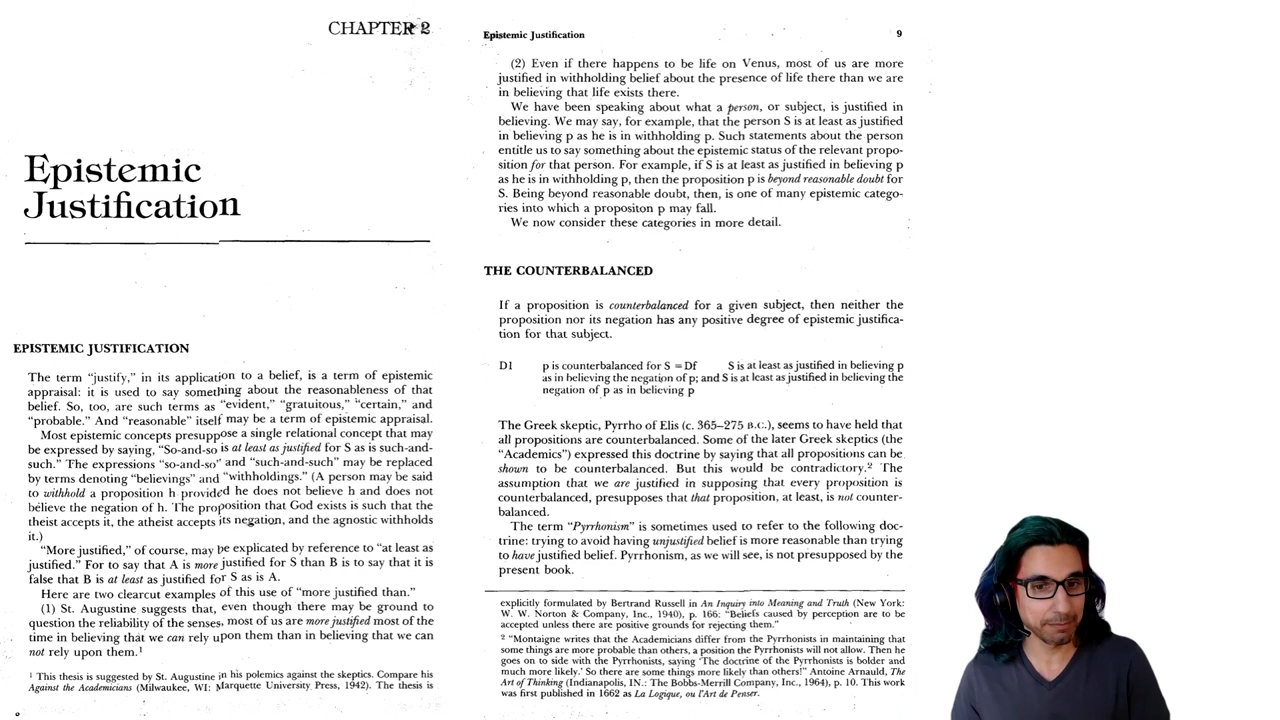 CHAPTER 2
Epistemic
Justification
EPISTEMIC JUSTIFICATION
The term “justify,” in its application to a belief, is a term of epistemic
appraisal: it is used to say something about the reasonableness of that
belief. So, too, are such terms as “evident,” “gratuitous,” “certain,” and
“probable.” And “reasonable” itself may be a term of epistemic appraisal.
Most epistemic concepts presuppose a single relational concept that may
be expressed by saying, “So-and-so is at least as justified for S as is such-and-
such.” The expressions “so-and-so” and “such-and-such” may be replaced
by terms denoting “believings” and “withholdings.” (A person may be said
to withhold a proposition h provided he does not believe h and does not
believe the negation of h. The proposition that God exists is such that the
theist accepts it, the atheist accepts its negation, and the agnostic withholds
it.)
“More justified,” of course, may be explicated by reference to “at least as
justified.” For to say that A is more justified for S than B is to say that it is
false that B is at least as justified for S as is A.
Here are two clearcut examples of this use of “more justified than.”
(1) St. Augustine suggests that, even though there may be ground to
question the reliability of the senses, most of us are more justified most of the
time in believing that we can rely upon them than in believing that we can
not rely upon them.¹
¹ This thesis is suggested by St. Augustine in his polemics against the skeptics. Compare his
Against the Academicians (Milwaukee, WI: Marquette University Press, 1942). The thesis is
8
Epistemic Justification 9
(2) Even if there happens to be life on Venus, most of us are more
justified in withholding belief about the presence of life there than we are
in believing that life exists there.
We have been speaking about what a person, or subject, is justified in
believing. We may say, for example, that the person S is at least as justified
in believing p as he is in withholding p. Such statements about the person
entitle us to say something about the epistemic status of the relevant propo-
sition for that person. For example, if S is at least as justified in believing p
as he is in withholding p, then the proposition p is beyond reasonable doubt for
S. Being beyond reasonable doubt, then, is one of many epistemic catego-
ries into which a propositon p may fall.
We now consider these categories in more detail.
THE COUNTERBALANCED
If a proposition is counterbalanced for a given subject, then neither the
proposition nor its negation has any positive degree of epistemic justifica-
tion for that subject.
D1 p is counterbalanced for S =Df S is at least as justified in believing p
as in believing the negation of p; and S is at least as justified in believing the
negation of p as in believing p
The Greek skeptic, Pyrrho of Elis (c. 365–275 B.C.), seems to have held that
all propositions are counterbalanced. Some of the later Greek skeptics (the
“Academics”) expressed this doctrine by saying that all propositions can be
shown to be counterbalanced. But this would be contradictory.² The
assumption that we are justified in supposing that every proposition is
counterbalanced, presupposes that that proposition, at least, is not counter-
balanced.
The term “Pyrrhonism” is sometimes used to refer to the following doc-
trine: trying to avoid having unjustified belief is more reasonable than trying
to have justified belief. Pyrrhonism, as we will see, is not presupposed by the
present book.
explicitly formulated by Bertrand Russell in An Inquiry into Meaning and Truth (New York:
W. W. Norton & Company, Inc., 1940), p. 166: “Beliefs caused by perception are to be
accepted unless there are positive grounds for rejecting them.”
² “Montaigne writes that the Academicians differ from the Pyrrhonists in maintaining that
some things are more probable than others, a position the Pyrrhonists will not allow. Then he
goes on to side with the Pyrrhonists, saying ‘The doctrine of the Pyrrhonists is bolder and
much more likely.’ So there are some things more likely than others!” Antoine Arnauld, The
Art of Thinking (Indianapolis, IN.: The Bobbs-Merrill Company, Inc., 1964), p. 10. This work
was first published in 1662 as La Logique, ou l'Art de Penser.